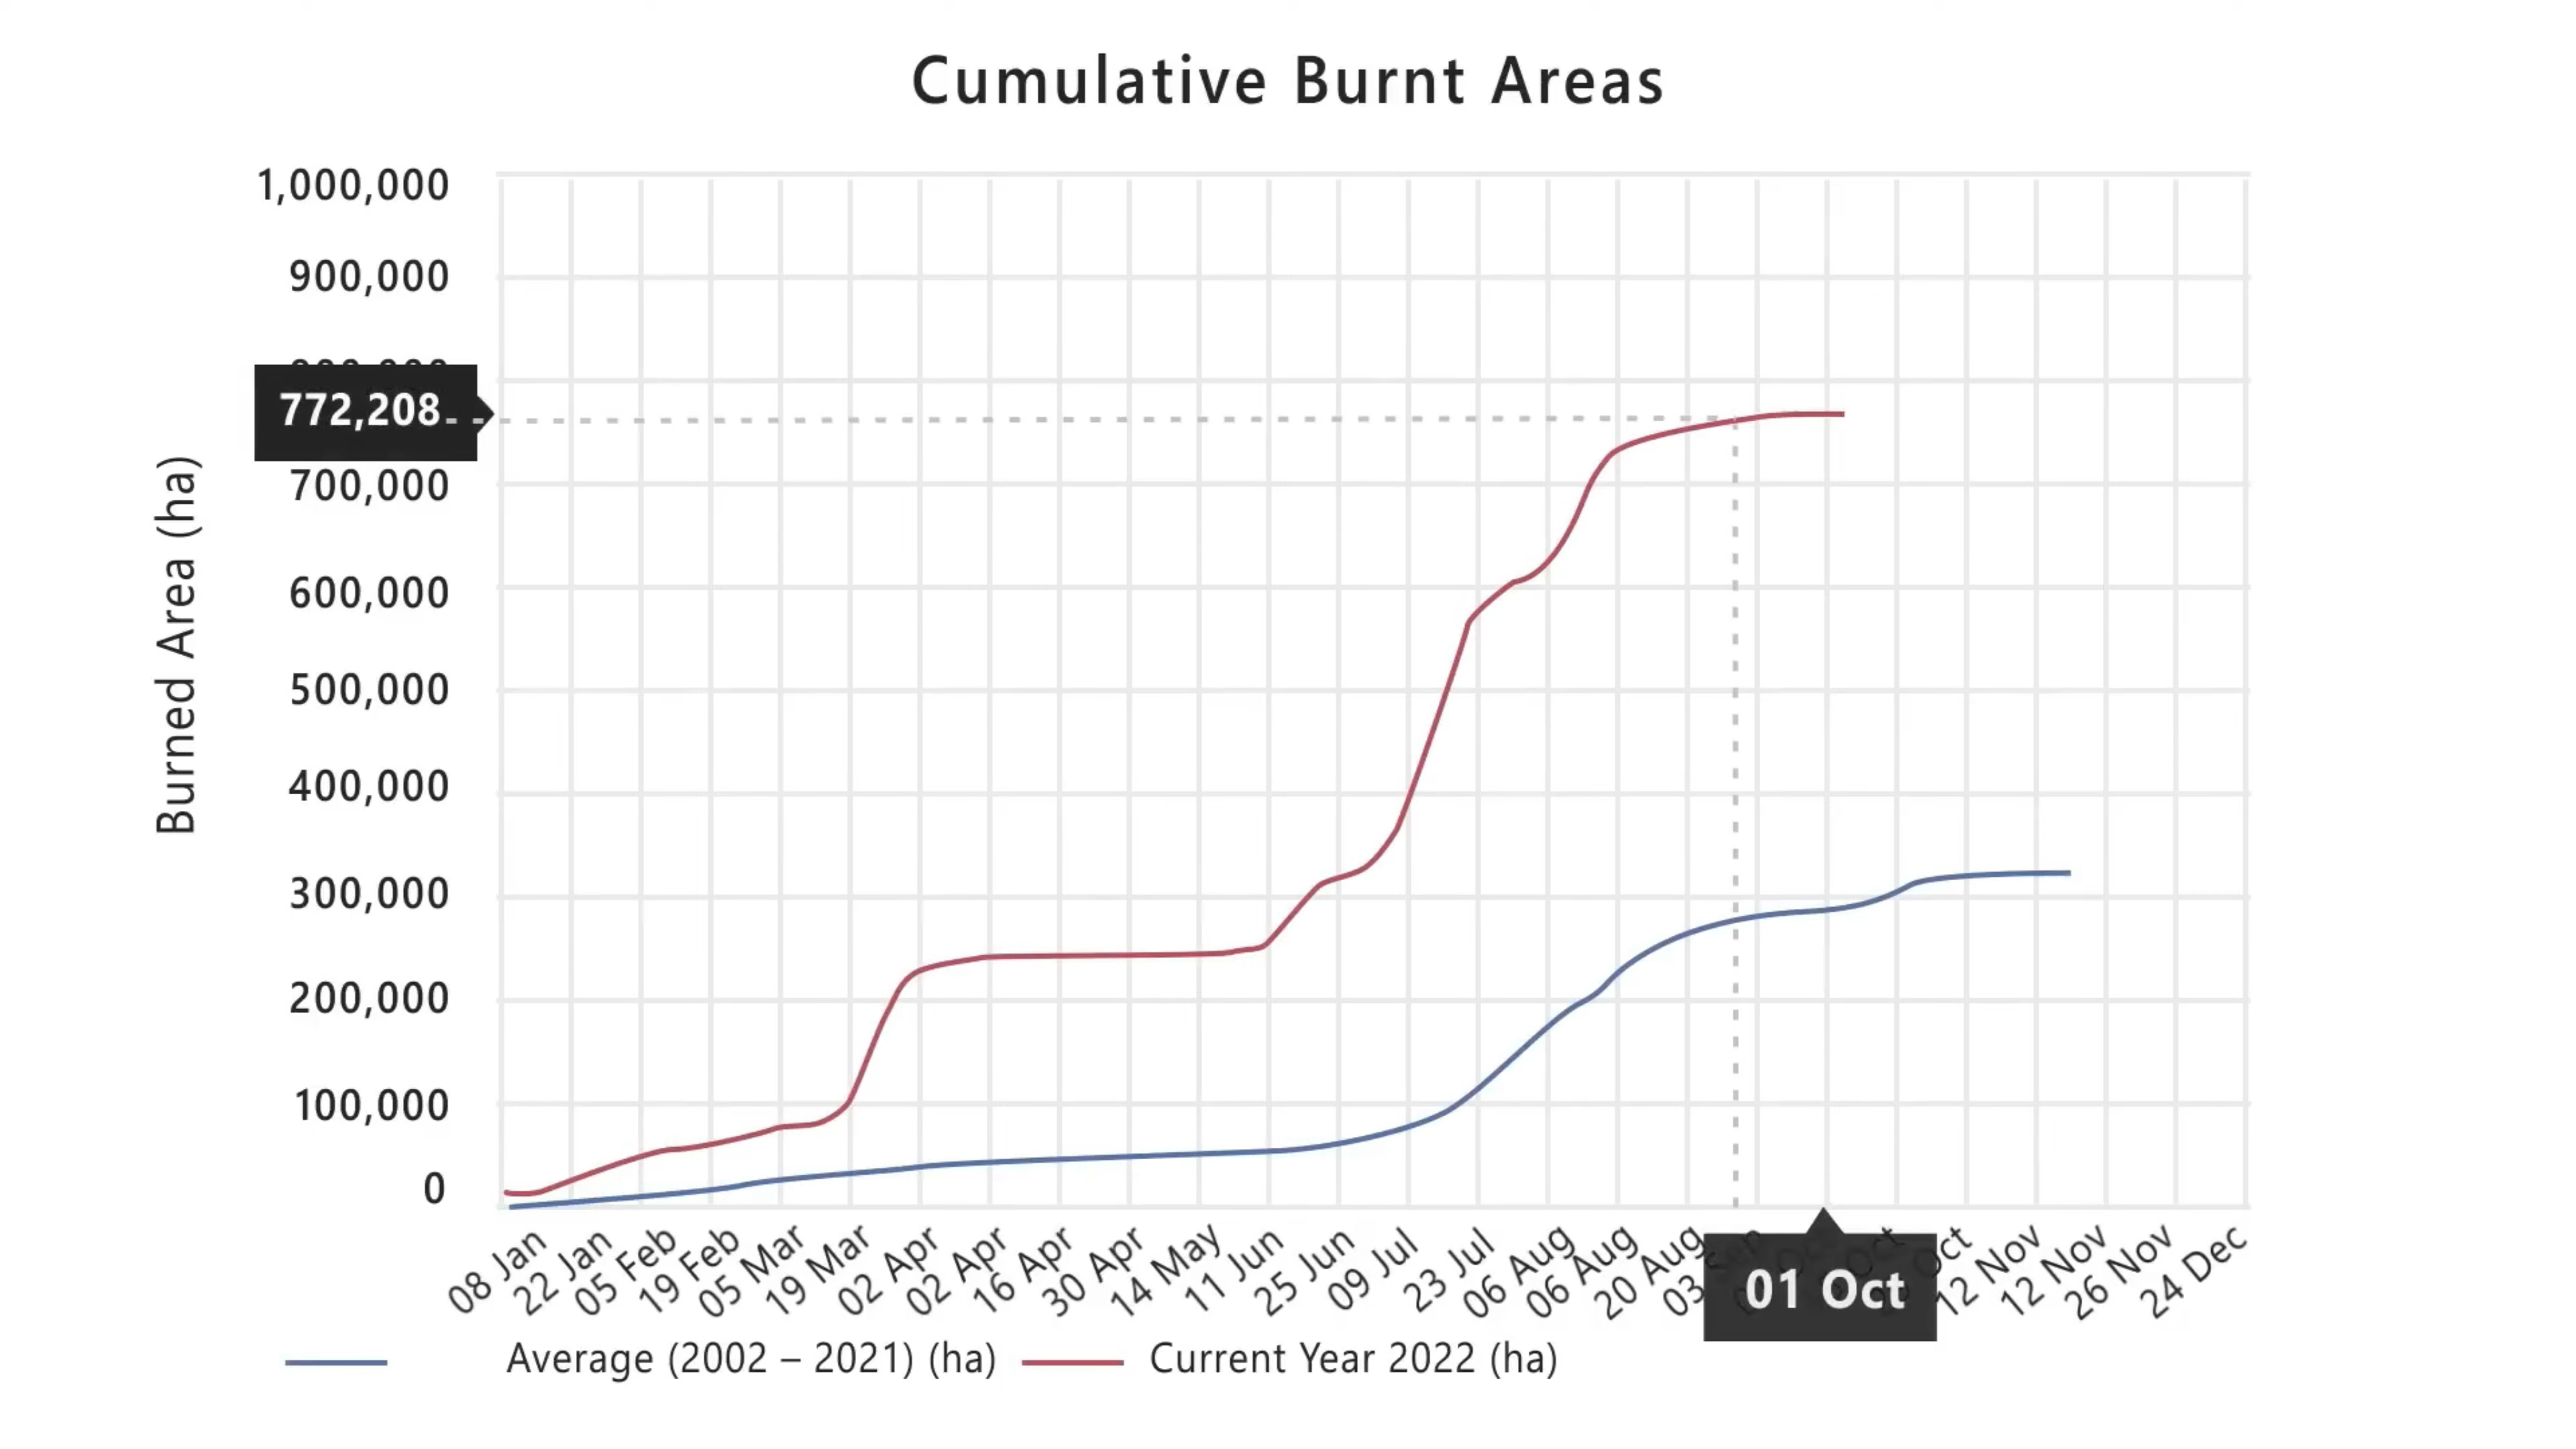 Cumulative Burnt Areas
Burned Area (ha)
1,000,000
900,000
772,208
700,000
600,000
500,000
400,000
300,000
200,000
100,000
0
08 Jan
22 Jan
05 Feb
19 Feb
05 Mar
19 Mar
02 Apr
02 Apr
16 Apr
30 Apr
14 May
11 Jun
25 Jun
09 Jul
23 Jul
06 Aug
06 Aug
20 Aug
03 Sep
01 Oct
Oct
12 Nov
12 Nov
26 Nov
24 Dec
Average (2002 – 2021) (ha)
Current Year 2022 (ha)